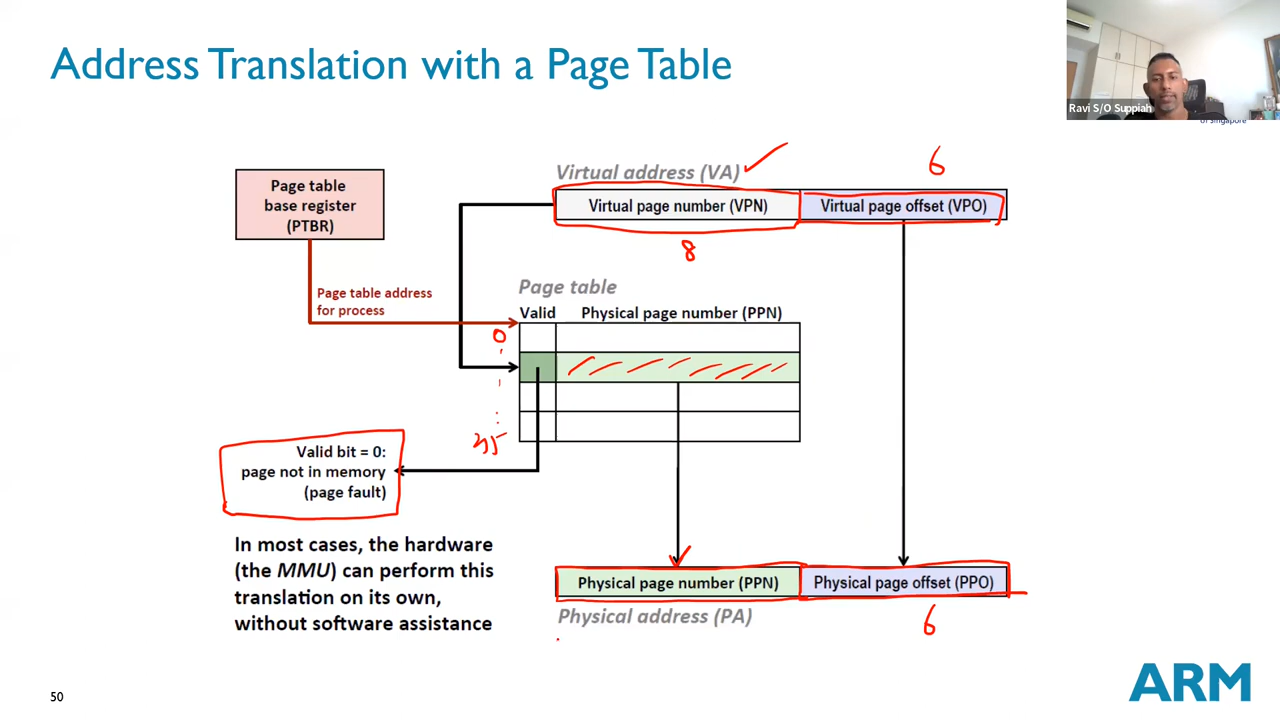 Address Translation with a Page Table
Ravi S/O Suppiah
of Singapore
Virtual address (VA)
6
Page table
base register
(PTBR)
Virtual page number (VPN)
Virtual page offset (VPO)
8
Page table address
for process
Page table
Valid
Physical page number (PPN)
0
Valid bit = 0:
page not in memory
(page fault)
In most cases, the hardware
(the MMU) can perform this
translation on its own,
without software assistance
Physical page number (PPN)
Physical page offset (PPO)
Physical address (PA)
6
50
ARM